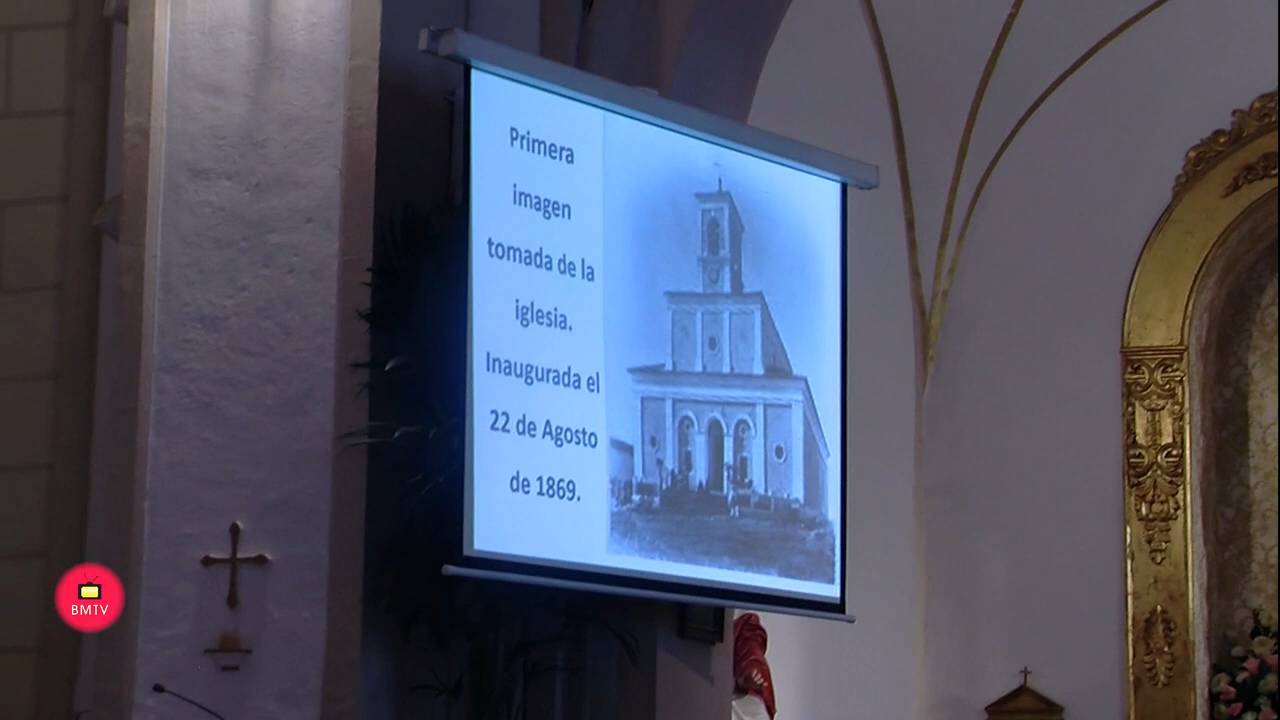 Primera
imagen
tomada de la
iglesia.
Inaugurada el
22 de Agosto
de 1869.
BMTV